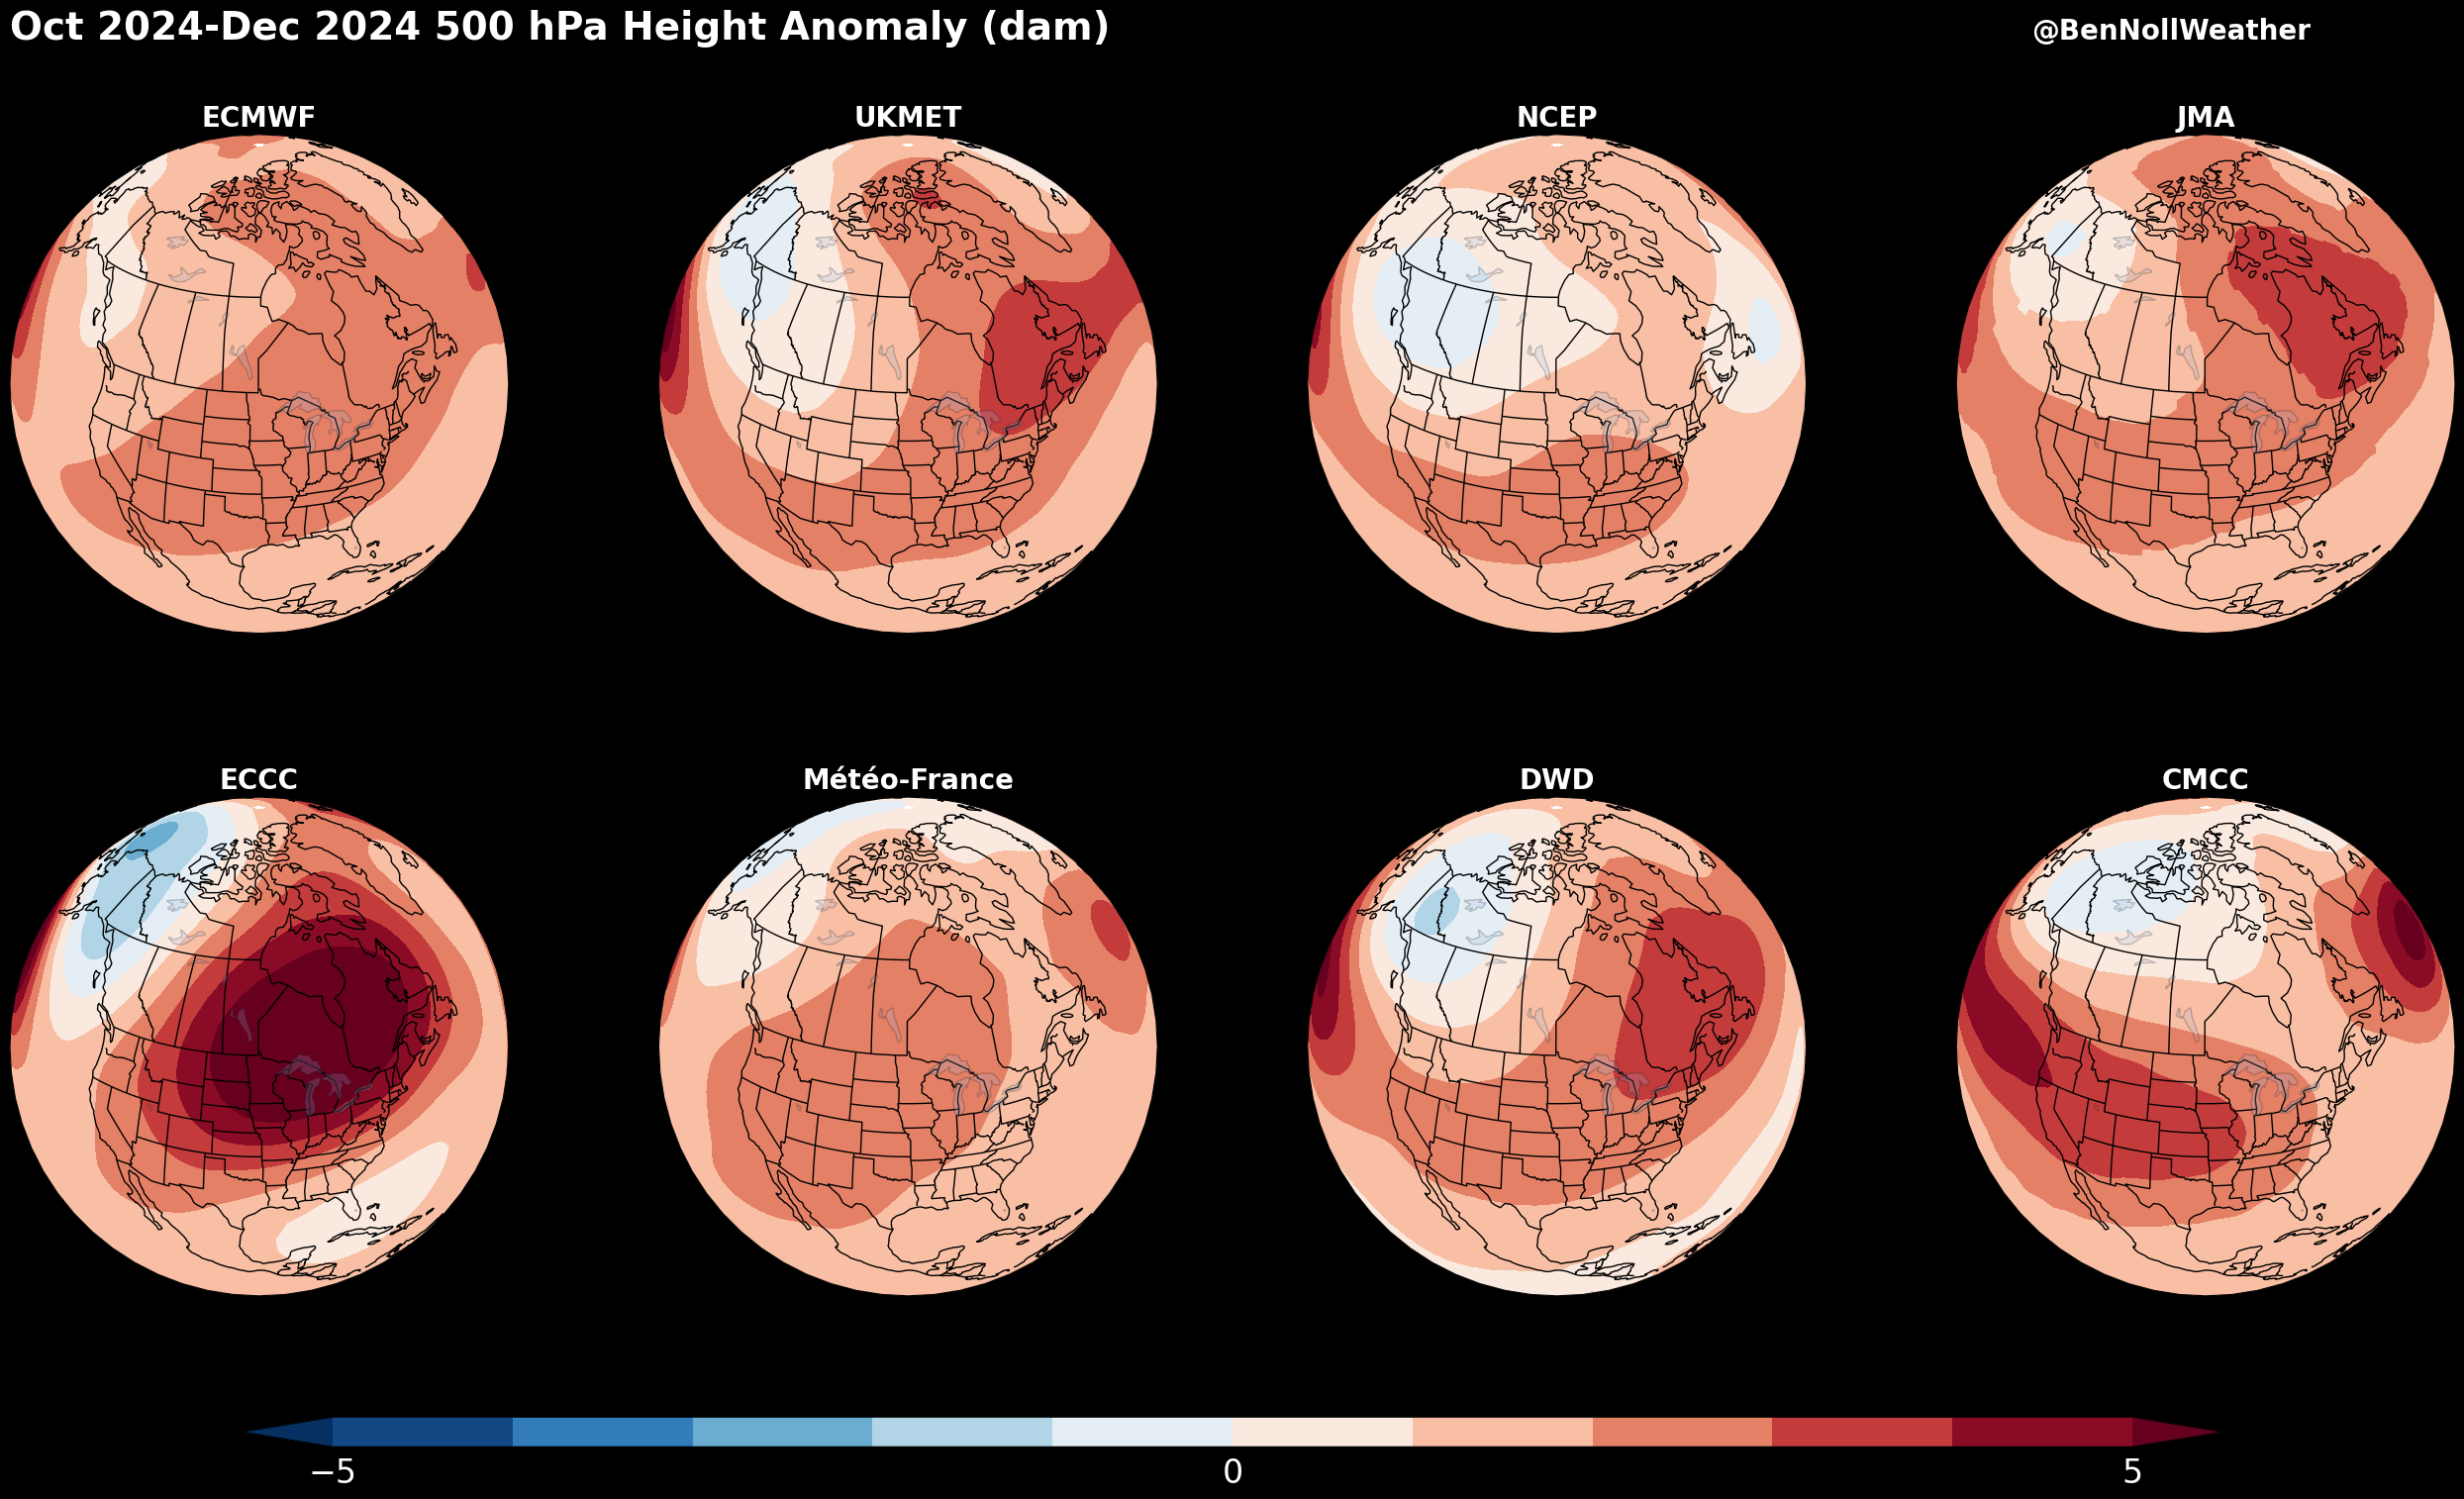 Oct 2024-Dec 2024 500 hPa Height Anomaly (dam)
@BenNollWeather
ECMWF
UKMET
NCEP
JMA
ECCC
Météo-France
DWD
CMCC
−5
0
5